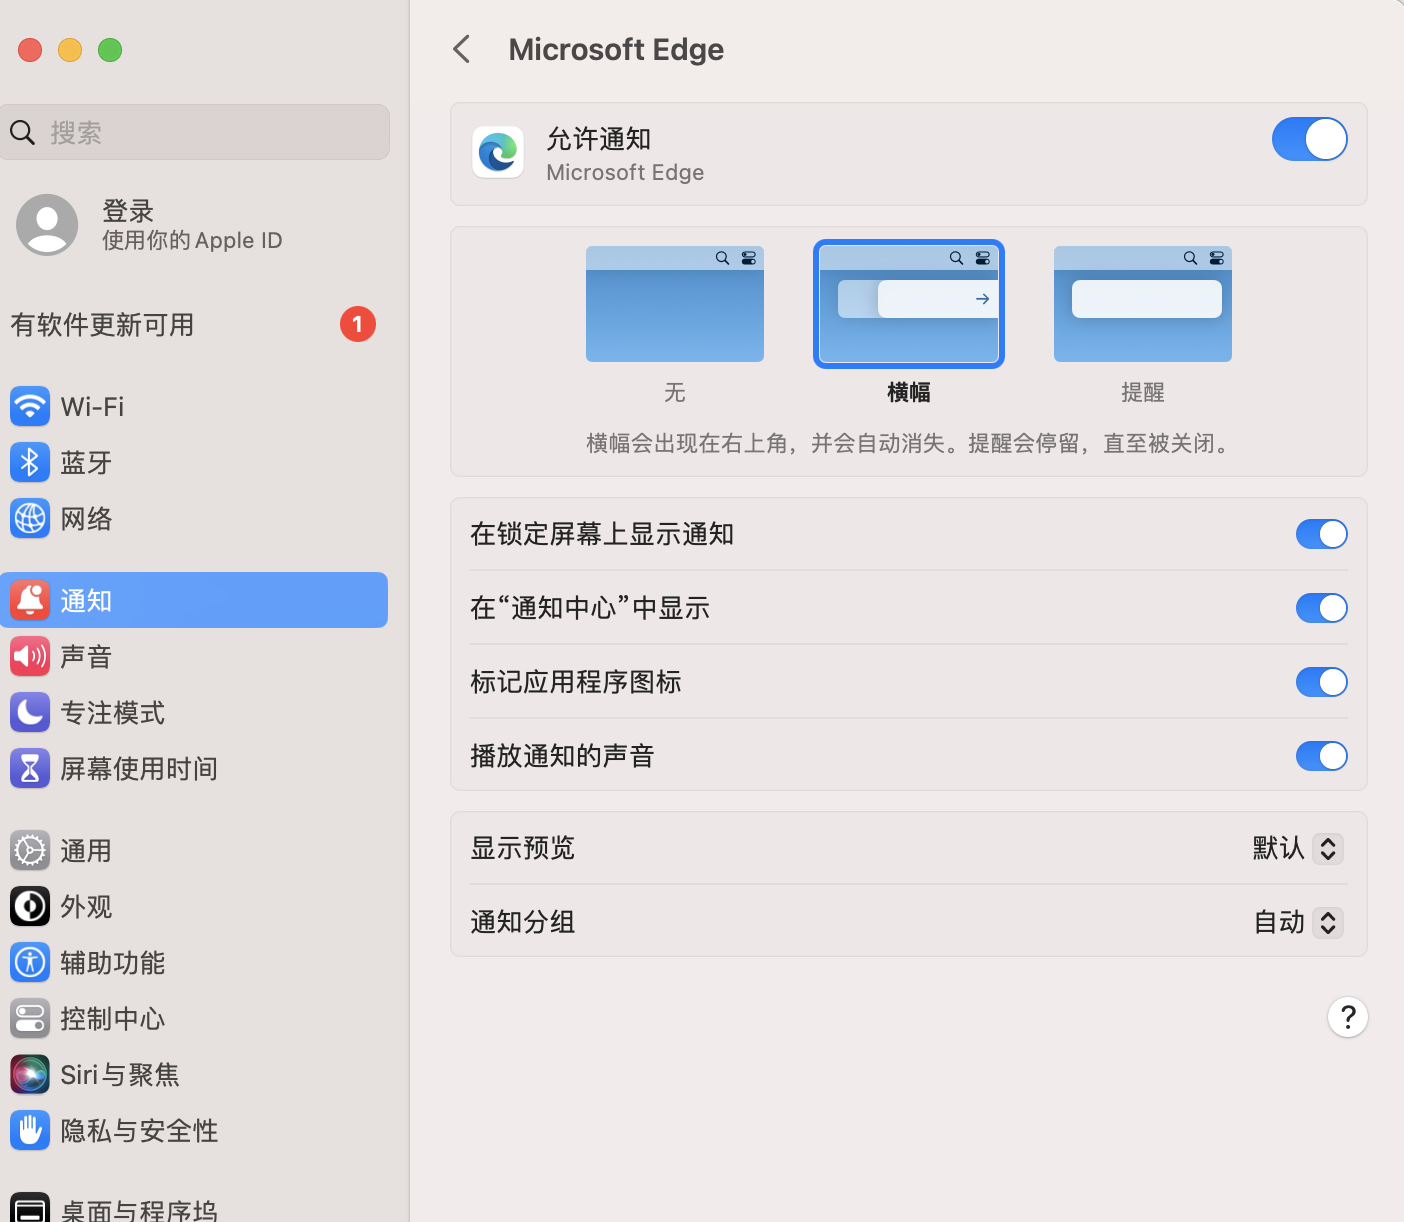 搜索
登录
使用你的Apple ID
有软件更新可用
1
Wi-Fi
蓝牙
网络
通知
声音
专注模式
屏幕使用时间
通用
外观
辅助功能
控制中心
Siri与聚焦
隐私与安全性
桌面与程序坞
Microsoft Edge
允许通知
Microsoft Edge
无
横幅
提醒
横幅会出现在右上角，并会自动消失。提醒会停留，直至被关闭。
在锁定屏幕上显示通知
在“通知中心”中显示
标记应用程序图标
播放通知的声音
显示预览
默认
通知分组
自动
?